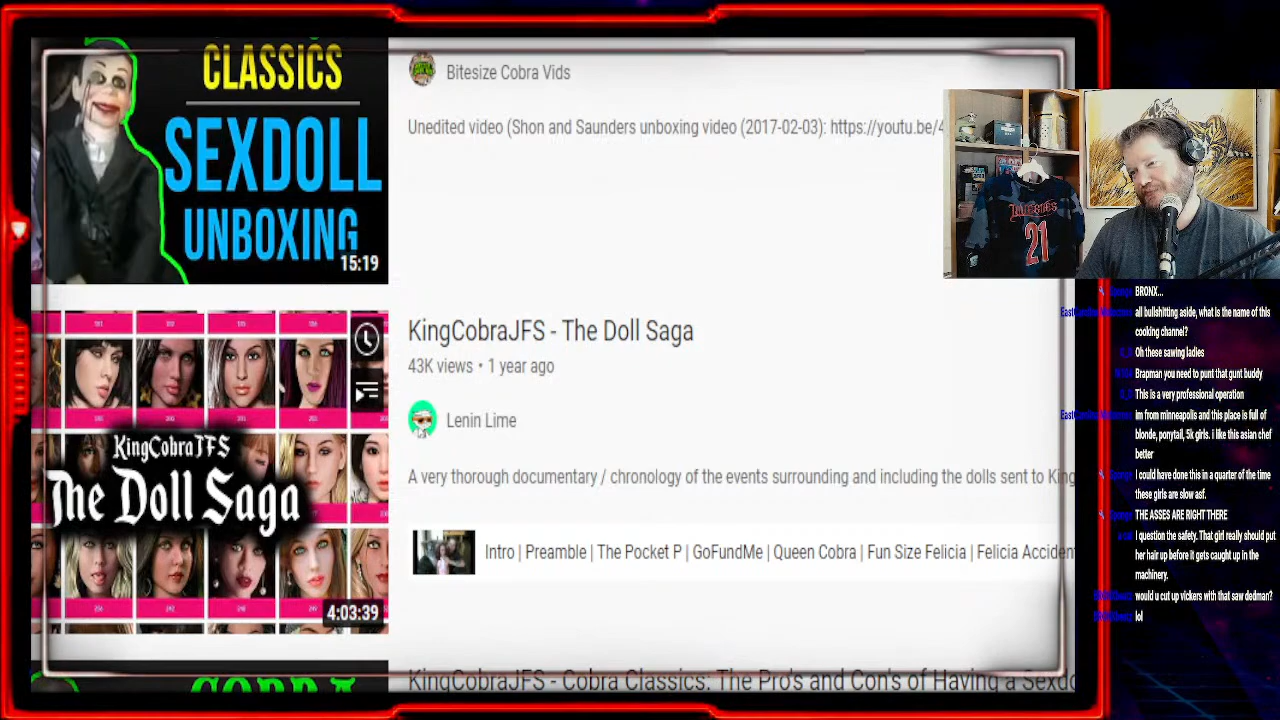 CLASSICS
SEXDOLL
UNBOXING
15:19
Bitesize Cobra Vids
Unedited video (Shon and Saunders unboxing video (2017-02-03): https://youtu.be/4
KingCobraJFS - The Doll Saga
43K views • 1 year ago
Lenin Lime
A very thorough documentary / chronology of the events surrounding and including the dolls sent to King
Intro | Preamble | The Pocket P | GoFundMe | Queen Cobra | Fun Size Felicia | Felicia Acciden
KingCobraJFS
The Doll Saga
4:03:39
COBRA
KingCobraJFS - Cobra Classics: The Pro's and Con's of Having a Sexdo
21
BRONX...
all bullshitting aside, what is the name of this
cooking channel?
Oh these sawing ladies
Brapman you need to punt that gunt buddy
This is a very professional operation
im from minneapolis and this place is full of
blonde, ponytail, 5k girls. i like this asian chef
better
I could have done this in a quarter of the time
these girls are slow asf.
THE ASSES ARE RIGHT THERE
I question the safety. That girl really should put
her hair up before it gets caught up in the
machinery.
would u cut up vickers with that saw dedman?
lol